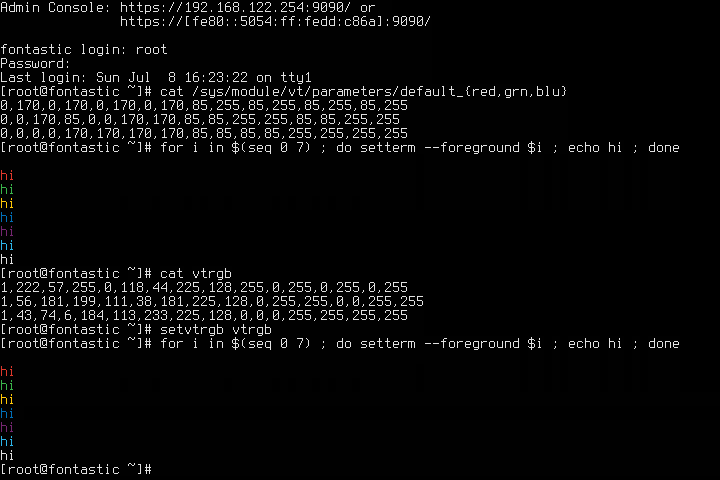 Admin Console: https://192.168.122.254:9090/ or
https://[fe80::5054:ff:fedd:c86a]:9090/
fontastic login: root
Password:
Last login: Sun Jul  8 16:23:22 on tty1
[root@fontastic ~]# cat /sys/module/vt/parameters/default_{red,grn,blu}
0,170,0,170,0,170,0,170,85,255,85,255,85,255,85,255
0,0,170,85,0,0,170,170,85,85,255,255,85,85,255,255
0,0,0,0,170,170,170,170,85,85,85,85,255,255,255,255
[root@fontastic ~]# for i in $(seq 0 7) ; do setterm --foreground $i ; echo hi ; done
hi
hi
hi
hi
hi
hi
hi
[root@fontastic ~]# cat vtrgb
1,222,57,255,0,118,44,225,128,255,0,255,0,255,0,255
1,56,181,199,111,38,181,225,128,0,255,255,0,0,255,255
1,43,74,6,184,113,233,225,128,0,0,0,255,255,255,255
[root@fontastic ~]# setvtrgb vtrgb
[root@fontastic ~]# for i in $(seq 0 7) ; do setterm --foreground $i ; echo hi ; done
hi
hi
hi
hi
hi
hi
hi
[root@fontastic ~]#